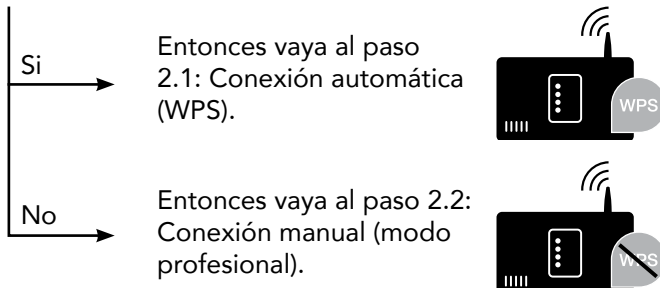 Si
Entonces vaya al paso
2.1: Conexión automática
(WPS).
WPS
No
Entonces vaya al paso 2.2:
Conexión manual (modo
profesional).
WPS